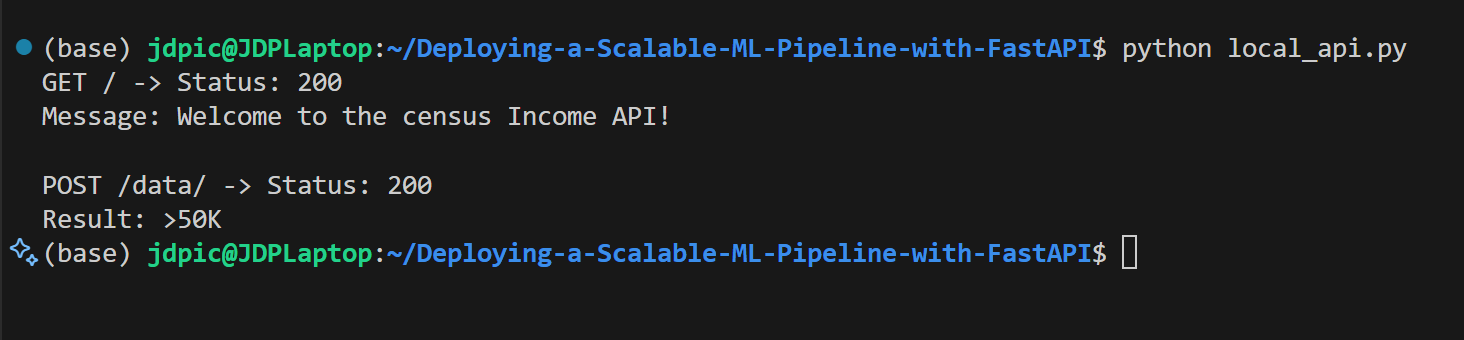 (base) jdpic@JDPLaptop:~/Deploying-a-Scalable-ML-Pipeline-with-FastAPI$ python local_api.py
GET / -> Status: 200
Message: Welcome to the census Income API!
POST /data/ -> Status: 200
Result: >50K
(base) jdpic@JDPLaptop:~/Deploying-a-Scalable-ML-Pipeline-with-FastAPI$